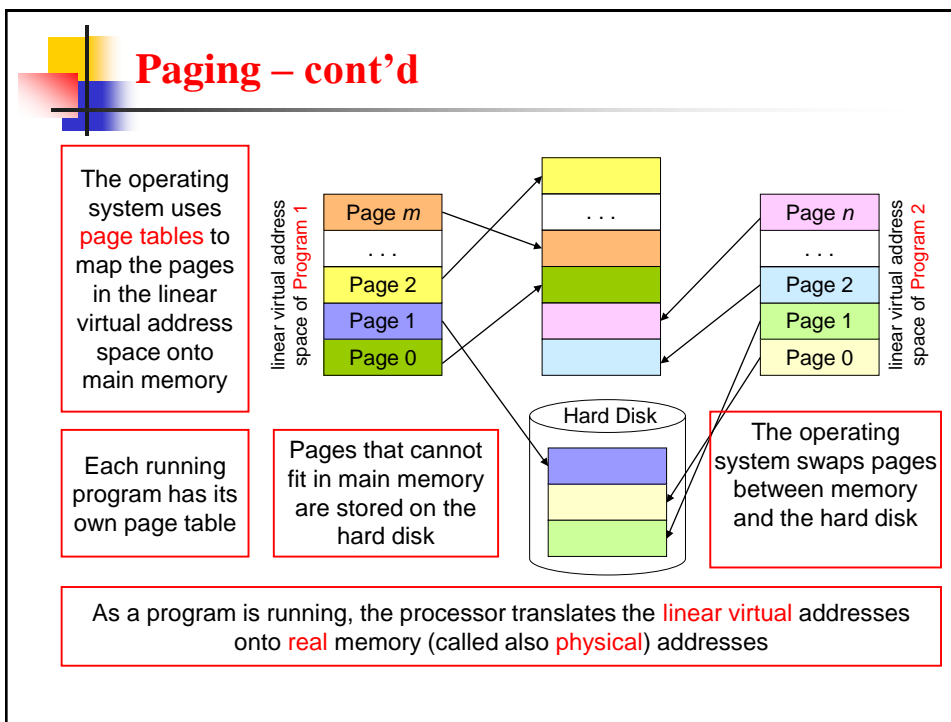 Paging – cont'd
The operating
system uses
page tables to
map the pages
in the linear
virtual address
space onto
main memory
linear virtual address
space of Program 1
Page m
. . .
Page 2
Page 1
Page 0
. . .
Page n
. . .
Page 2
Page 1
Page 0
linear virtual address
space of Program 2
Each running
program has its
own page table
Pages that cannot
fit in main memory
are stored on the
hard disk
Hard Disk
The operating
system swaps pages
between memory
and the hard disk
As a program is running, the processor translates the linear virtual addresses
onto real memory (called also physical) addresses